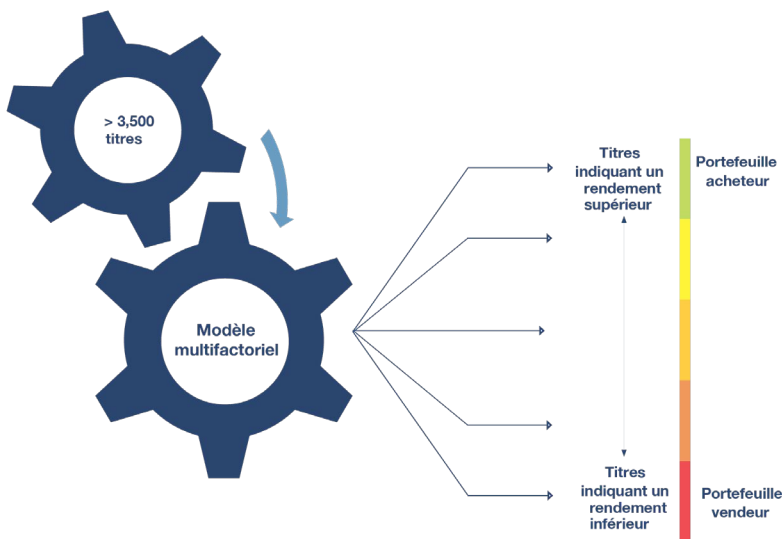 > 3,500
titres
Modèle
multifactoriel
Titres
indiquant un
rendement
supérieur
Portefeuille
acheteur
Titres
indiquant un
rendement
inférieur
Portefeuille
vendeur